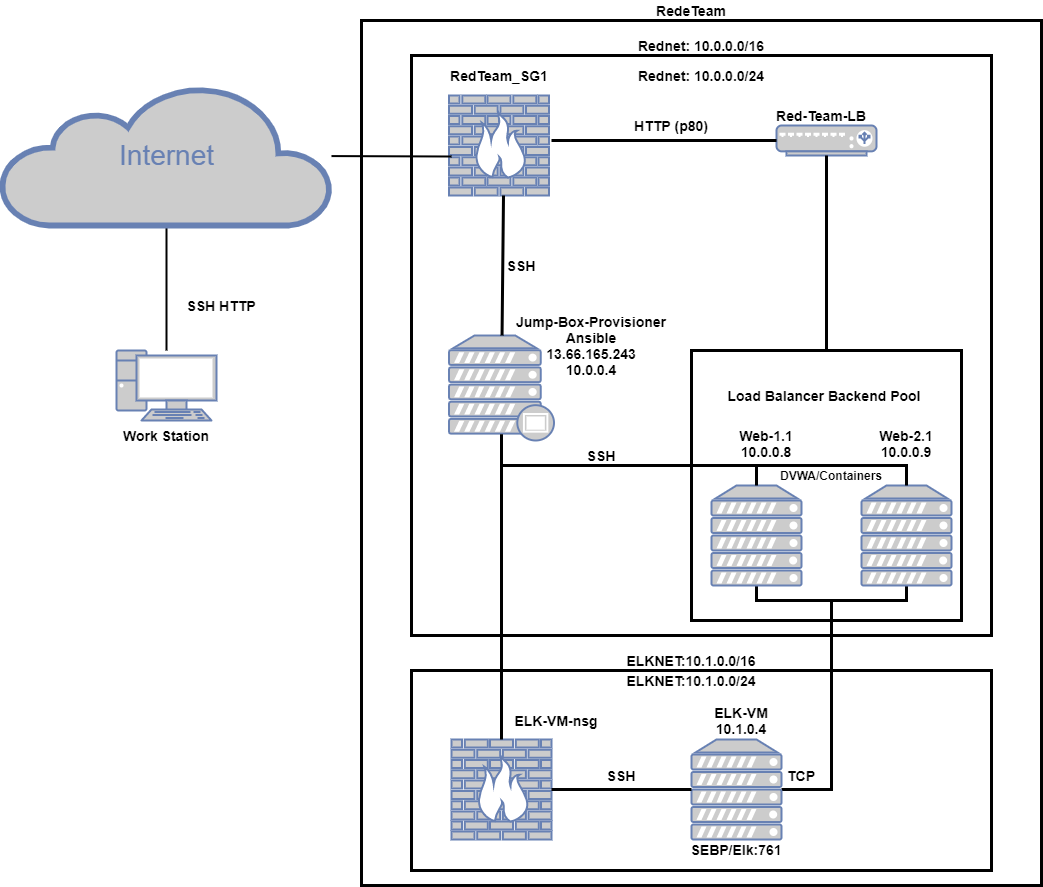 RedeTeam
Rednet: 10.0.0.0/16
RedTeam_SG1
Rednet: 10.0.0.0/24
Red-Team-LB
HTTP (p80)
Internet
SSH
SSH HTTP
Jump-Box-Provisioner
Ansible
13.66.165.243
10.0.0.4
Work Station
Load Balancer Backend Pool
Web-1.1
10.0.0.8
Web-2.1
10.0.0.9
SSH
DVWA/Containers
ELKNET:10.1.0.0/16
ELKNET:10.1.0.0/24
ELK-VM-nsg
ELK-VM
10.1.0.4
SSH
TCP
SEBP/Elk:761